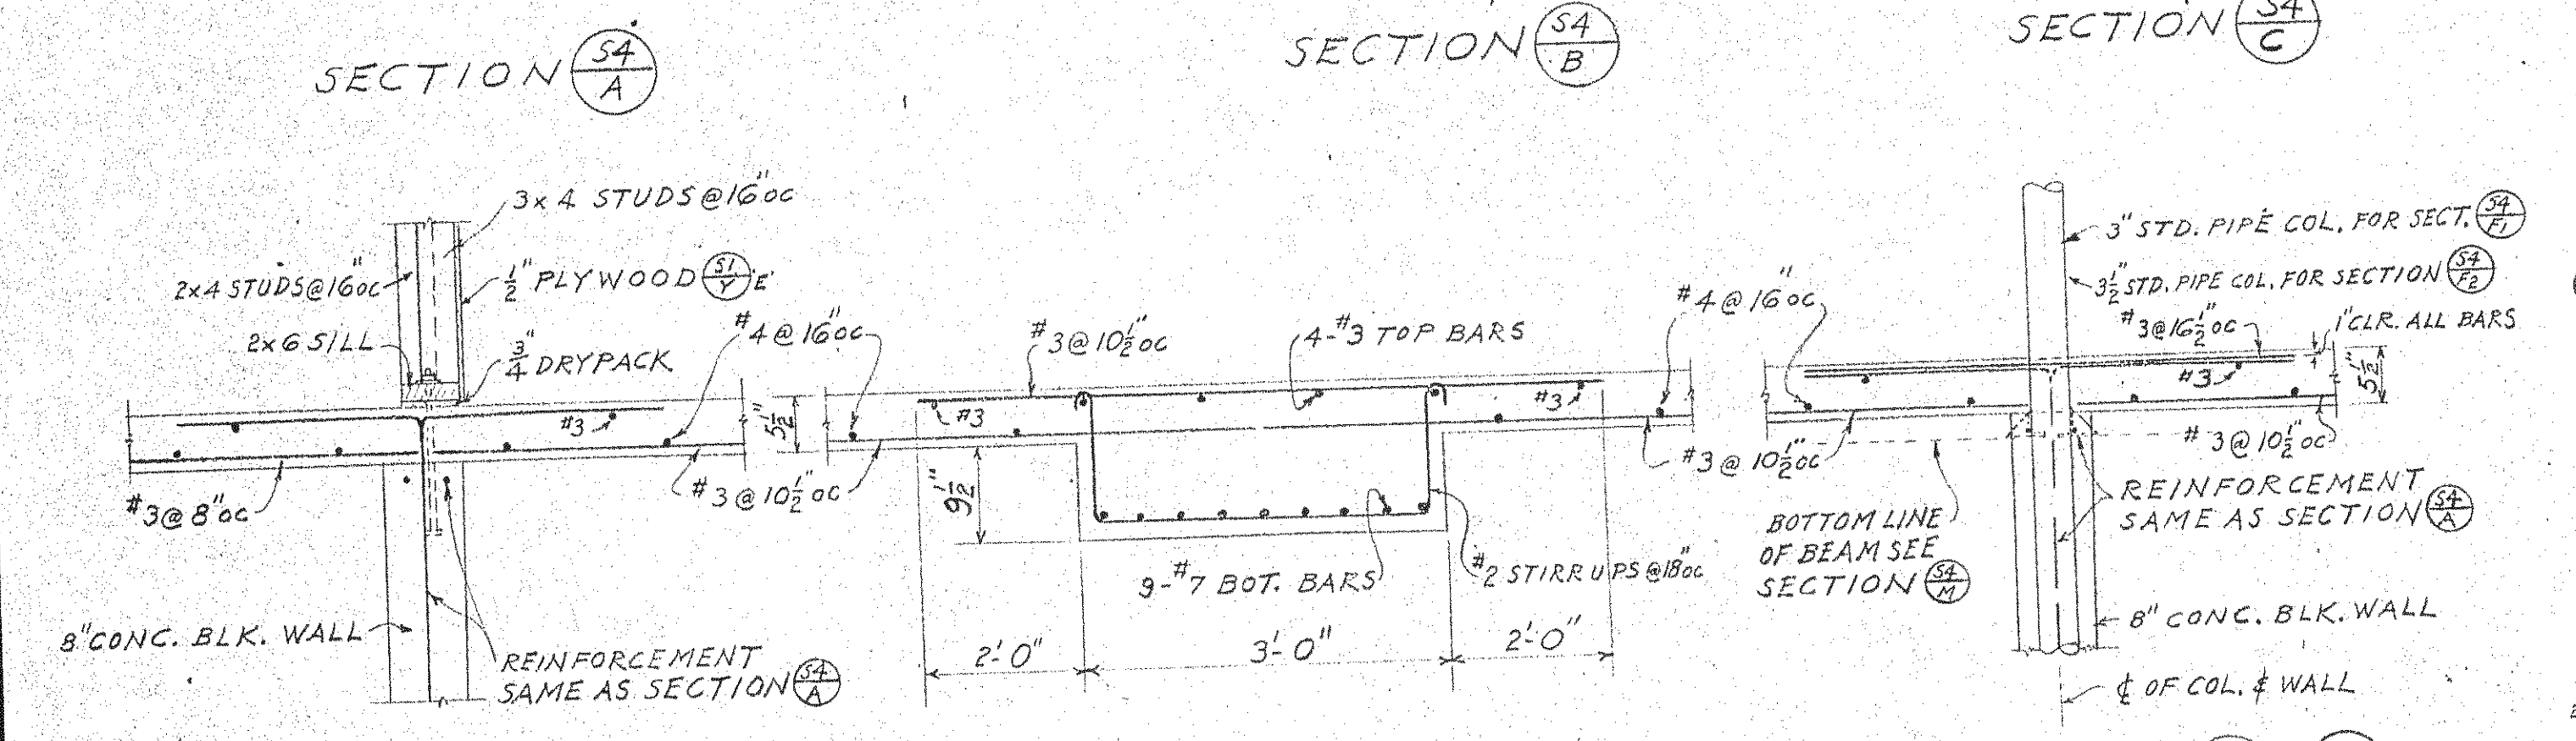 SECTION S4 A
SECTION S4 B
SECTION S4 C
3x4 STUDS @ 16" OC
2x4 STUDS @ 16" OC
1/2" PLYWOOD S1 Y 'E'
2x6 SILL
3/4" DRYPACK
#4 @ 16" OC
#3
#3 @ 8" OC
#3 @ 10 1/2" OC
5 1/2"
8" CONC. BLK. WALL
REINFORCEMENT
SAME AS SECTION S4 A
#3 @ 10 1/2" OC
4-#3 TOP BARS
#3
#3
9 1/2"
9-#7 BOT. BARS
#2 STIRRUPS @ 18" OC
2'-0"
3'-0"
2'-0"
#4 @ 16" OC
#3 @ 10 1/2" OC
3" STD. PIPE COL. FOR SECT. S4 F1
3 1/2" STD. PIPE COL. FOR SECTION S4 F2
#3 @ 16 1/2" OC
1" CLR. ALL BARS
#3
5 1/2"
#3 @ 10 1/2" OC
BOTTOM LINE
OF BEAM SEE
SECTION S4 M
REINFORCEMENT
SAME AS SECTION S4 A
8" CONC. BLK. WALL
℄ OF COL. & WALL